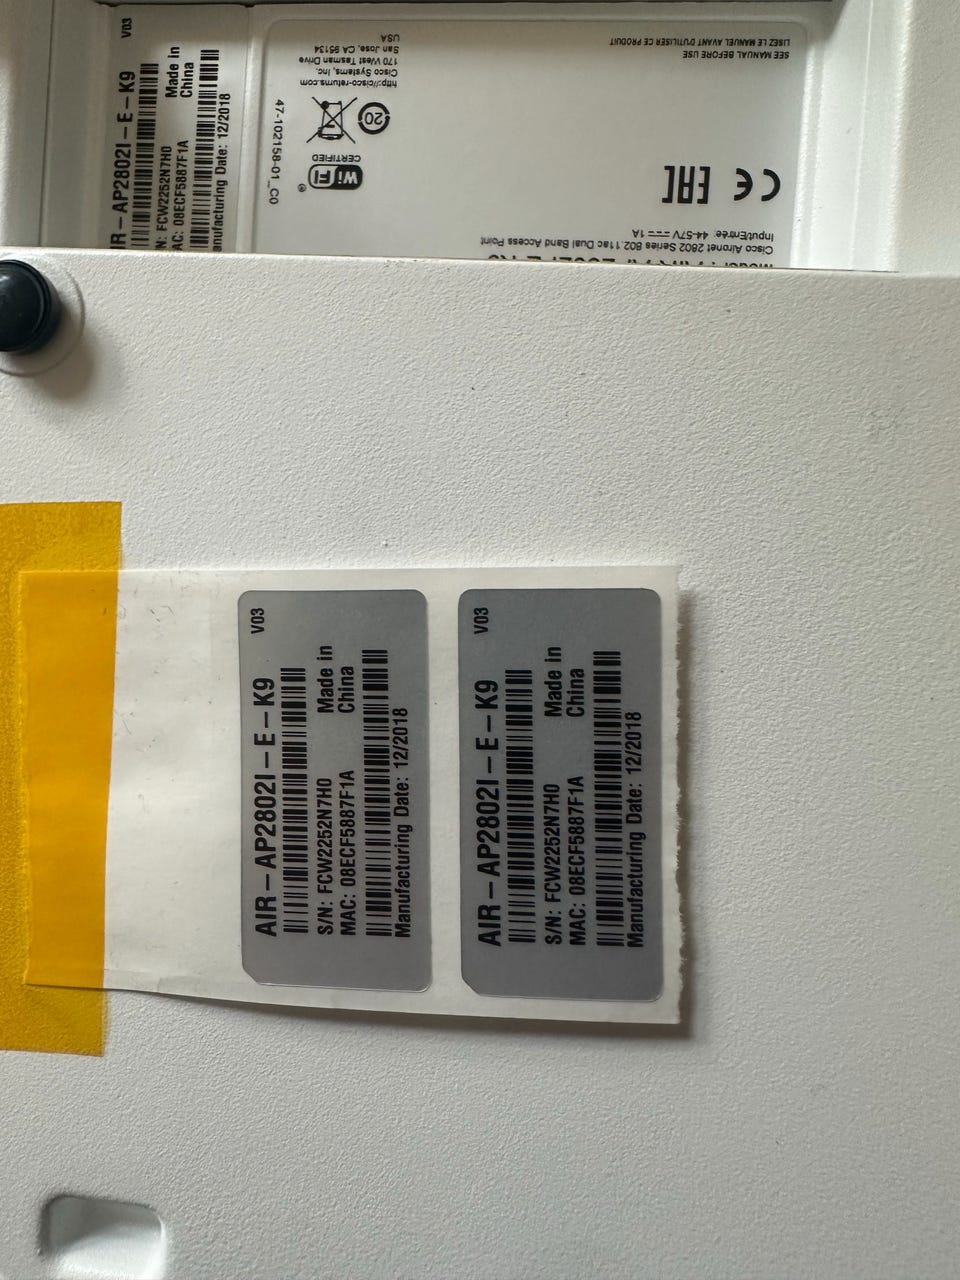 V03
AIR-AP2802I-E-K9
Made in
China
S/N: FCW2252N7H0
MAC: 08ECF5887F1A
Manufacturing Date: 12/2018
V03
AIR-AP2802I-E-K9
Made in
China
S/N: FCW2252N7H0
MAC: 08ECF5887F1A
Manufacturing Date: 12/2018
V03
IR-AP2802I-E-K9
Made in
China
N: FCW2252N7H0
AC: 08ECF5887F1A
anufacturing Date: 12/2018
Cisco Aironet 2802 Series 802.11ac Dual Band Access Point
Input/Entrée: 44-57V ⎓ 1A
CE EAC
Wi Fi
CERTIFIED
®
20
47-102158-01_C0
http://cisco-returns.com
Cisco Systems, Inc.
170 West Tasman Drive
San Jose, CA 95134
USA
SEE MANUAL BEFORE USE
LISEZ LE MANUEL AVANT D'UTILISER CE PRODUIT